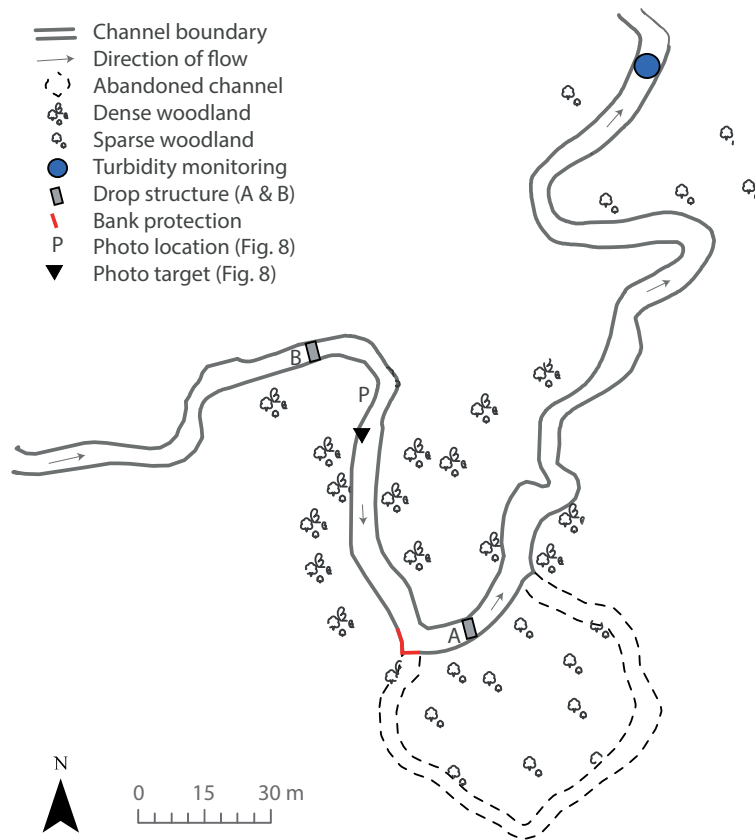 Channel boundary
Direction of flow
Abandoned channel
Dense woodland
Sparse woodland
Turbidity monitoring
Drop structure (A & B)
Bank protection
P Photo location (Fig. 8)
Photo target (Fig. 8)
B
P
A
N
0 15 30 m